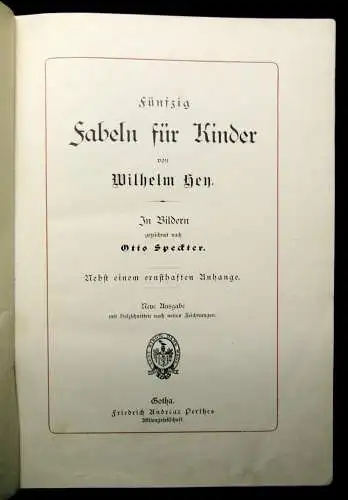 Fünfzig
Fabeln für Kinder
von
Wilhelm Hey.
In Bildern
gezeichnet nach
Otto Speckter.
Nebst einem ernsthaften Anhange.
Neue Ausgabe
mit Holzschnitten nach neuen Zeichnungen.
Gotha.
Friedrich Andreas Perthes
Aktiengesellschaft.